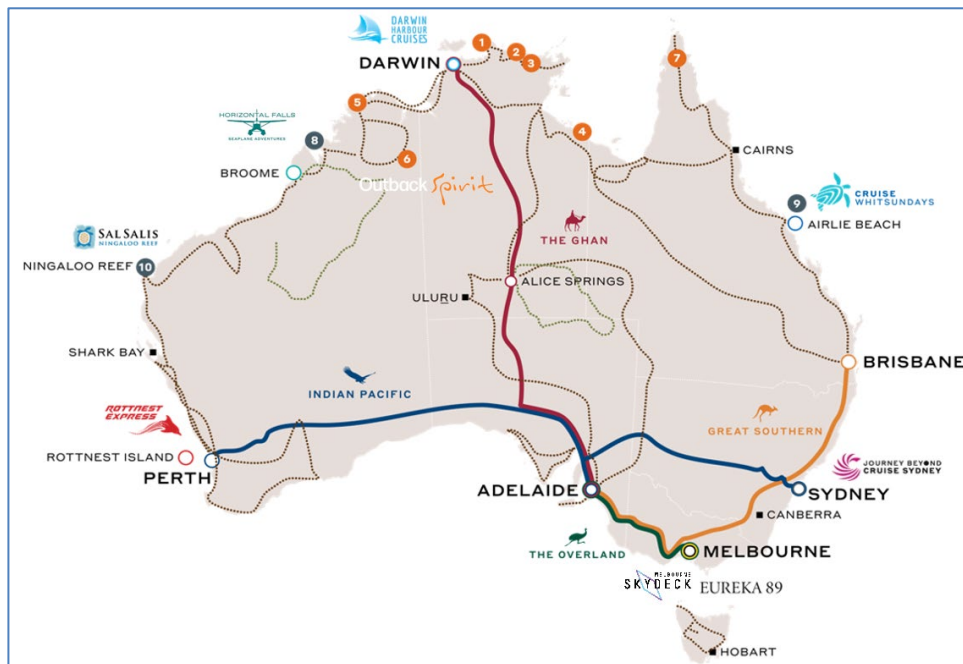 DARWIN
HARBOUR
CRUISES
1
2
3
7
DARWIN
5
4
HORIZONTAL FALLS
SEAPLANE ADVENTURES
8
6
CAIRNS
BROOME
Outback Spirit
9
CRUISE
WHITSUNDAYS
AIRLIE BEACH
THE GHAN
SAL SALIS
NINGALOO REEF
NINGALOO REEF
10
ALICE SPRINGS
ULURU
SHARK BAY
BRISBANE
INDIAN PACIFIC
ROTTNEST
EXPRESS
GREAT SOUTHERN
ROTTNEST ISLAND
PERTH
JOURNEY BEYOND
CRUISE SYDNEY
ADELAIDE
SYDNEY
CANBERRA
THE OVERLAND
MELBOURNE
MELBOURNE
SKYDECK
EUREKA 89
HOBART